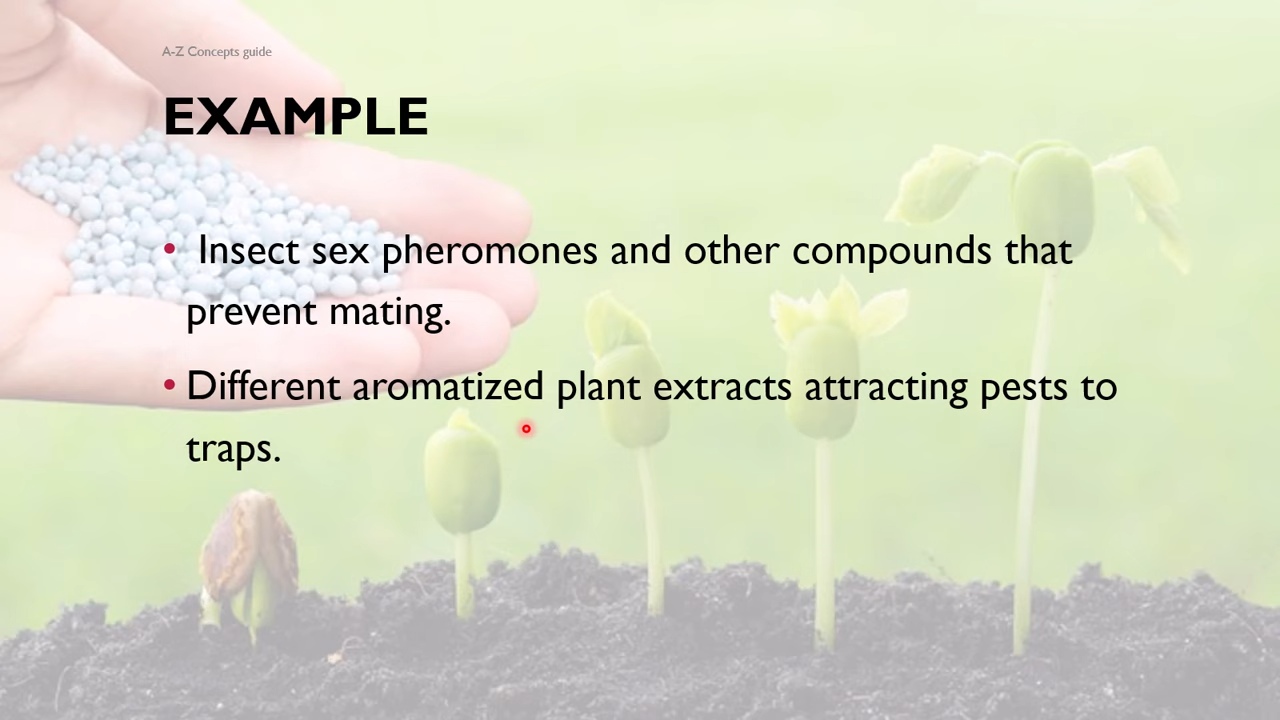 A-Z Concepts guide
EXAMPLE
• Insect sex pheromones and other compounds that
prevent mating.
• Different aromatized plant extracts attracting pests to
traps.